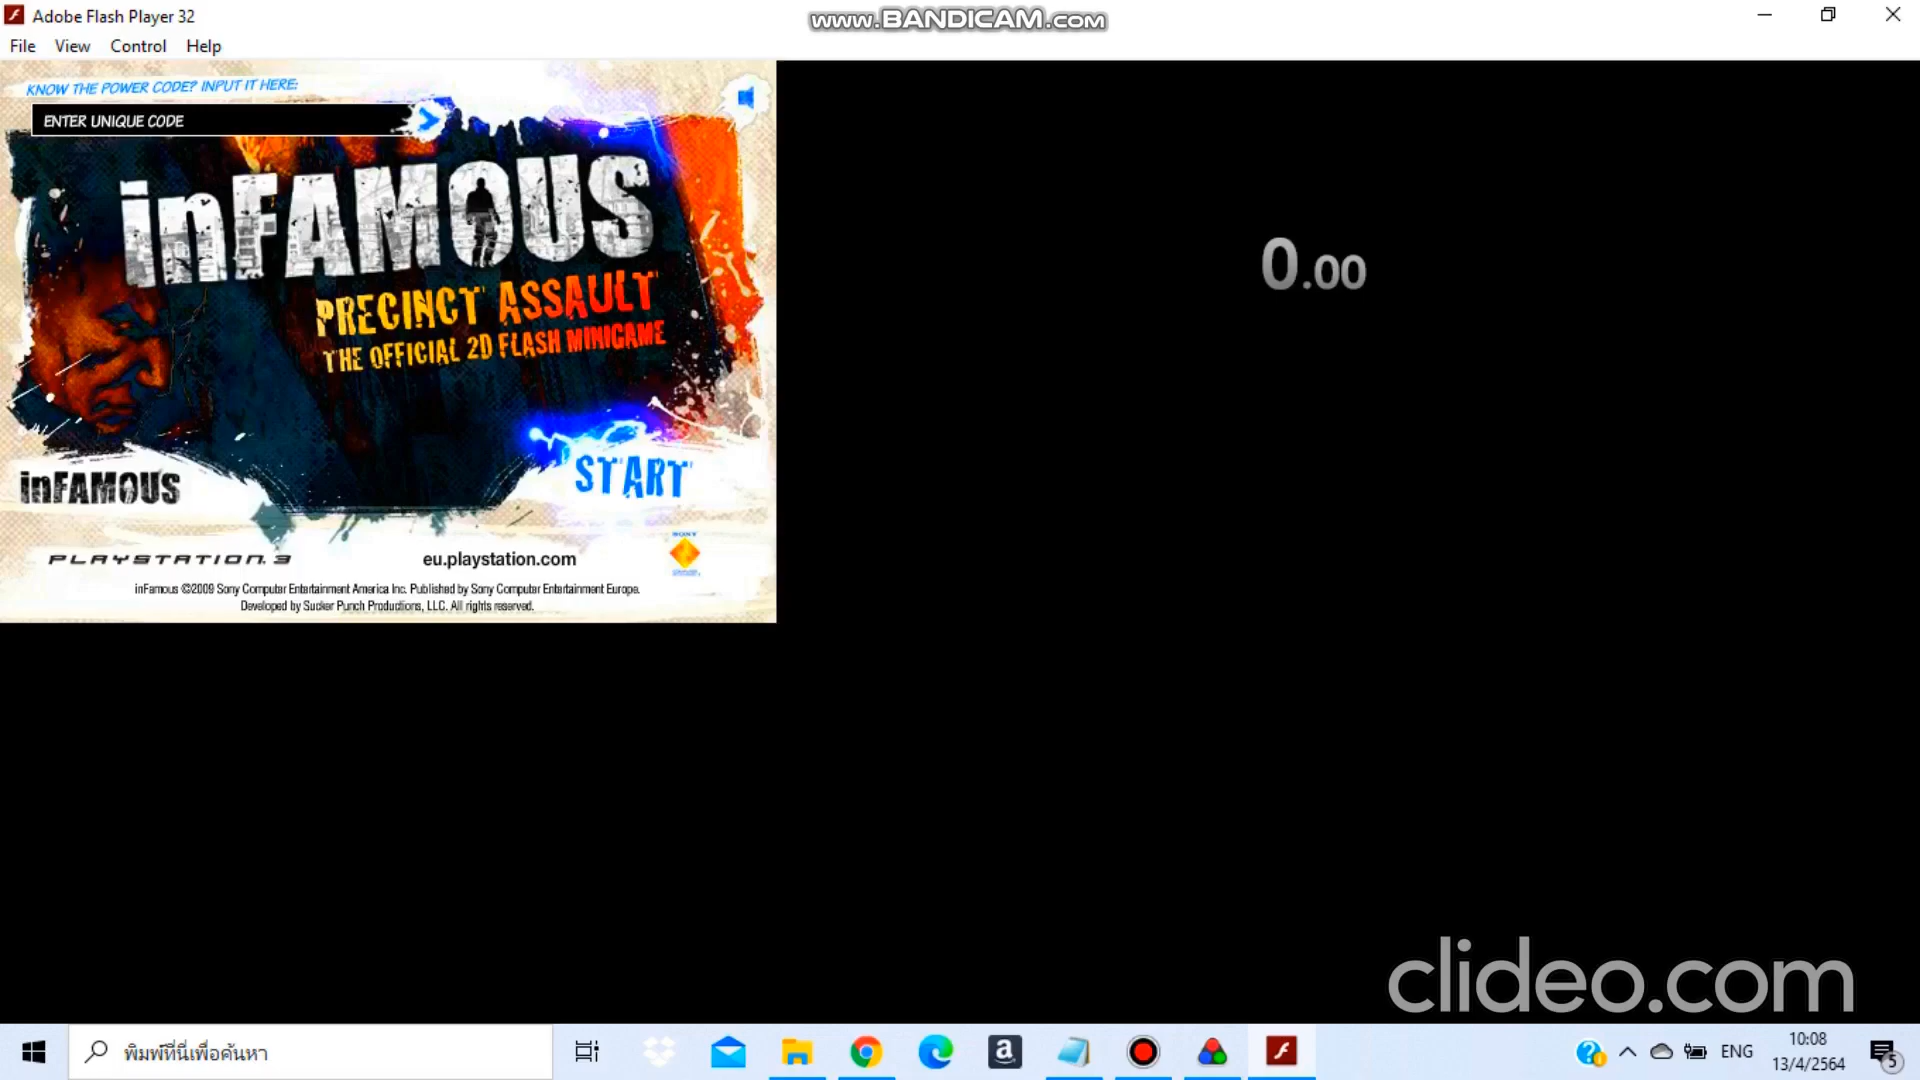 Adobe Flash Player 32
WWW.BANDICAM.COM
File View Control Help
KNOW THE POWER CODE? INPUT IT HERE:
ENTER UNIQUE CODE
inFAMOUS
PRECINCT ASSAULT
THE OFFICIAL 2D FLASH MINIGAME
0.00
START
inFAMOUS
SONY
PLAYSTATION 3
eu.playstation.com
inFamous ©2009 Sony Computer Entertainment America Inc. Published by Sony Computer Entertainment Europe.
Developed by Sucker Punch Productions, LLC. All rights reserved.
clideo.com
พิมพ์ที่นี่เพื่อค้นหา
ENG
10:08
13/4/2564
5